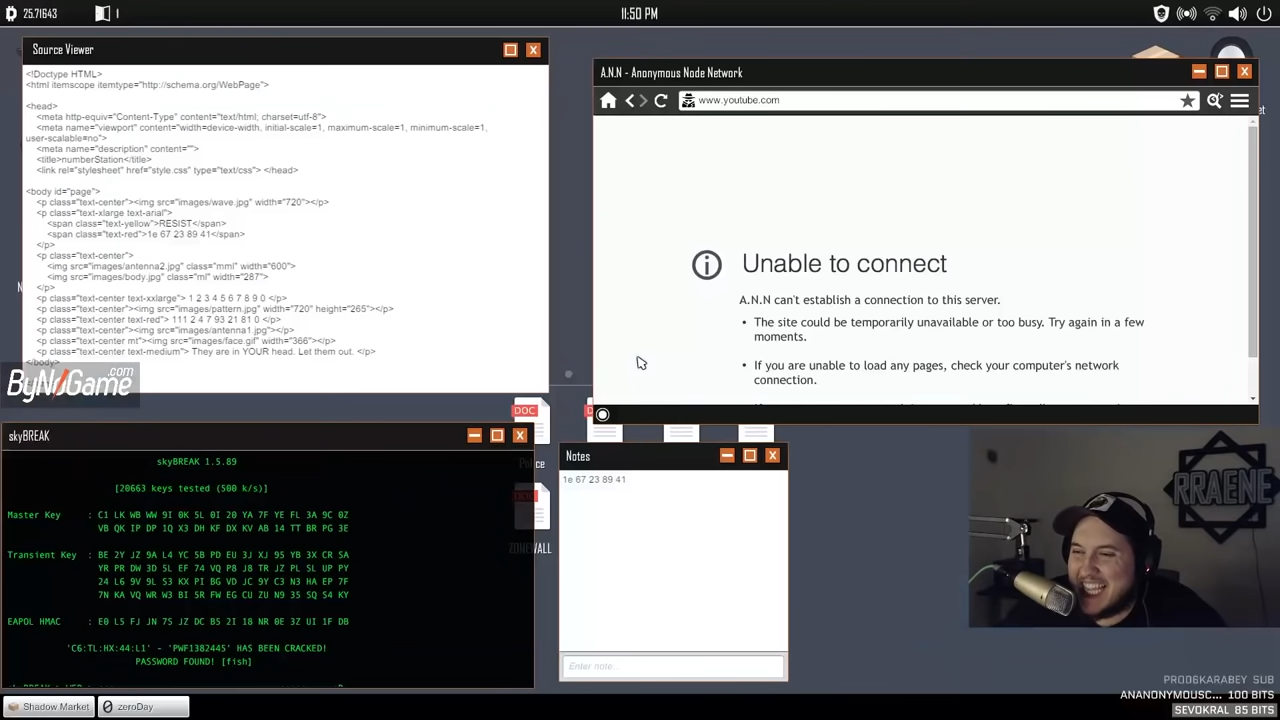 25.71643
1
11:50 PM
Source Viewer
<!Doctype HTML>
<html itemscope itemtype="http://schema.org/WebPage">
<head>
<meta http-equiv="Content-Type" content="text/html; charset=utf-8">
<meta name="viewport" content="width=device-width, initial-scale=1, maximum-scale=1, minimum-scale=1,
user-scalable=no">
<meta name="description" content="">
<title>numberStation</title>
<link rel="stylesheet" href="style.css" type="text/css"> </head>
<body id="page">
<p class="text-center"><img src="images/wave.jpg" width="720"></p>
<p class="text-xlarge text-arial">
<span class="text-yellow">RESIST</span>
<span class="text-red">1e 67 23 89 41</span>
</p>
<p class="text-center">
<img src="images/antenna2.jpg" class="mml" width="600">
<img src="images/body.jpg" class="ml" width="287">
</p>
<p class="text-center text-xxlarge"> 1 2 3 4 5 6 7 8 9 0 </p>
<p class="text-center"><img src="images/pattern.jpg" width="720" height="265"></p>
<p class="text-center text-red"> 111 2 4 7 93 21 81 0 </p>
<p class="text-center"><img src="images/antenna1.jpg"></p>
<p class="text-center mt"><img src="images/face.gif" width="366"></p>
<p class="text-center text-medium"> They are in YOUR head. Let them out. </p>
</body>
ByNoGame.com
A.N.N - Anonymous Node Network
www.youtube.com
Unable to connect
A.N.N can't establish a connection to this server.
• The site could be temporarily unavailable or too busy. Try again in a few
moments.
• If you are unable to load any pages, check your computer's network
connection.
skyBREAK
skyBREAK 1.5.89
[20663 keys tested (500 k/s)]
Master Key : C1 LK WB WW 9I 0K 5L 0I 20 YA 7F YE FL 3A 9C 0Z
VB QK IP DP 1Q X3 DH KF DX KV AB 14 TT BR PG 3E
Transient Key : BE 2Y JZ 9A L4 YC 5B PD EU 3J XJ 95 YB 3X CR SA
YR PR DW 3D 5L EF 74 VQ P8 J8 TR JZ PL SL UP PY
24 L6 9V 9L S3 KX PI BG VD JC 9Y C3 N3 HA EP 7F
7N KA VQ WR W3 BI 5R FW EG CU ZU N9 35 SQ S4 KY
EAPOL HMAC : E0 L5 FJ JN 7S JZ DC B5 2I 18 NR 0E 3Z UI 1F DB
'C6:TL:HX:44:L1' - 'PWF1382445' HAS BEEN CRACKED!
PASSWORD FOUND! [fish]
DOC
DOC
Police
ZONEWALL
Notes
1e 67 23 89 41
Enter note...
RRAENE
PROD6KARABEY SUB
ANANONYMOUSC... 100 BITS
SEVOKRAL 85 BITS
Shadow Market
zeroDay